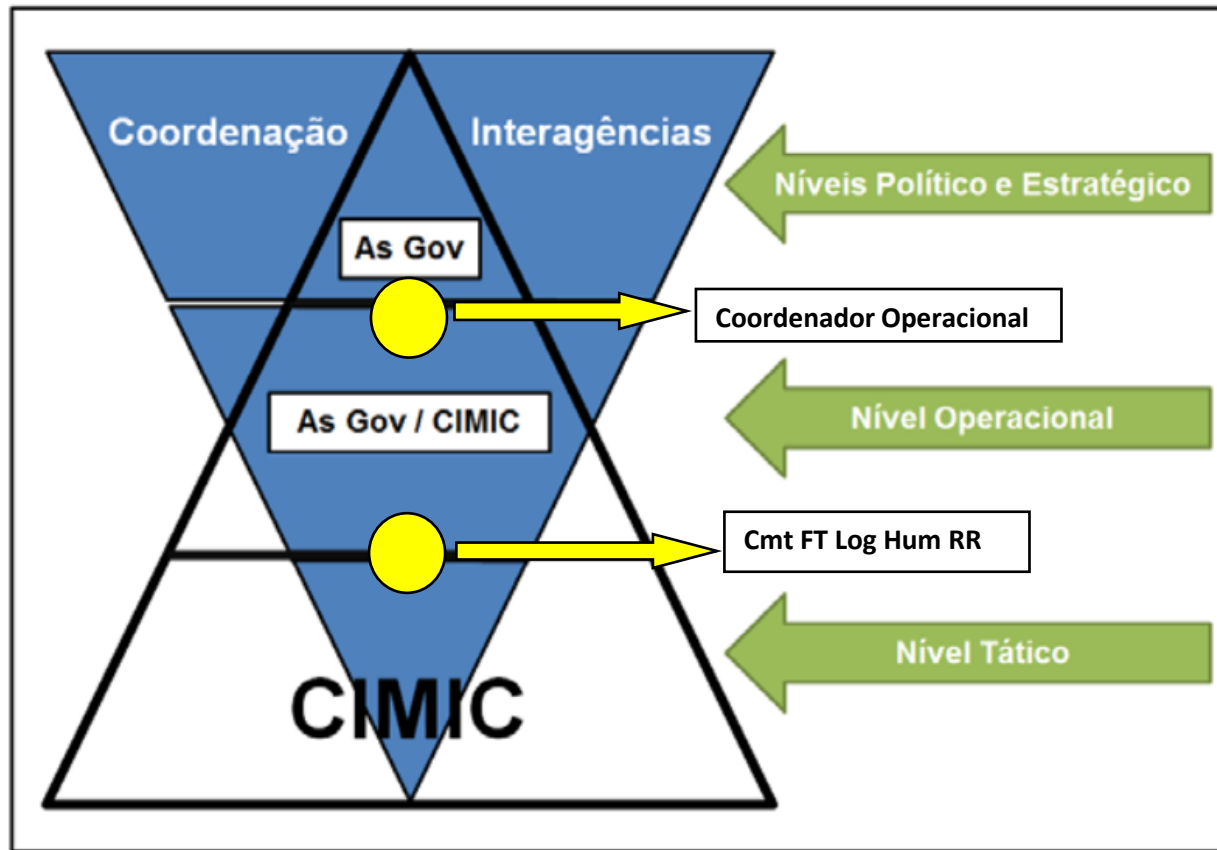 Coordenação
Interagências
Níveis Político e Estratégico
As Gov
Coordenador Operacional
As Gov / CIMIC
Nível Operacional
Cmt FT Log Hum RR
Nível Tático
CIMIC